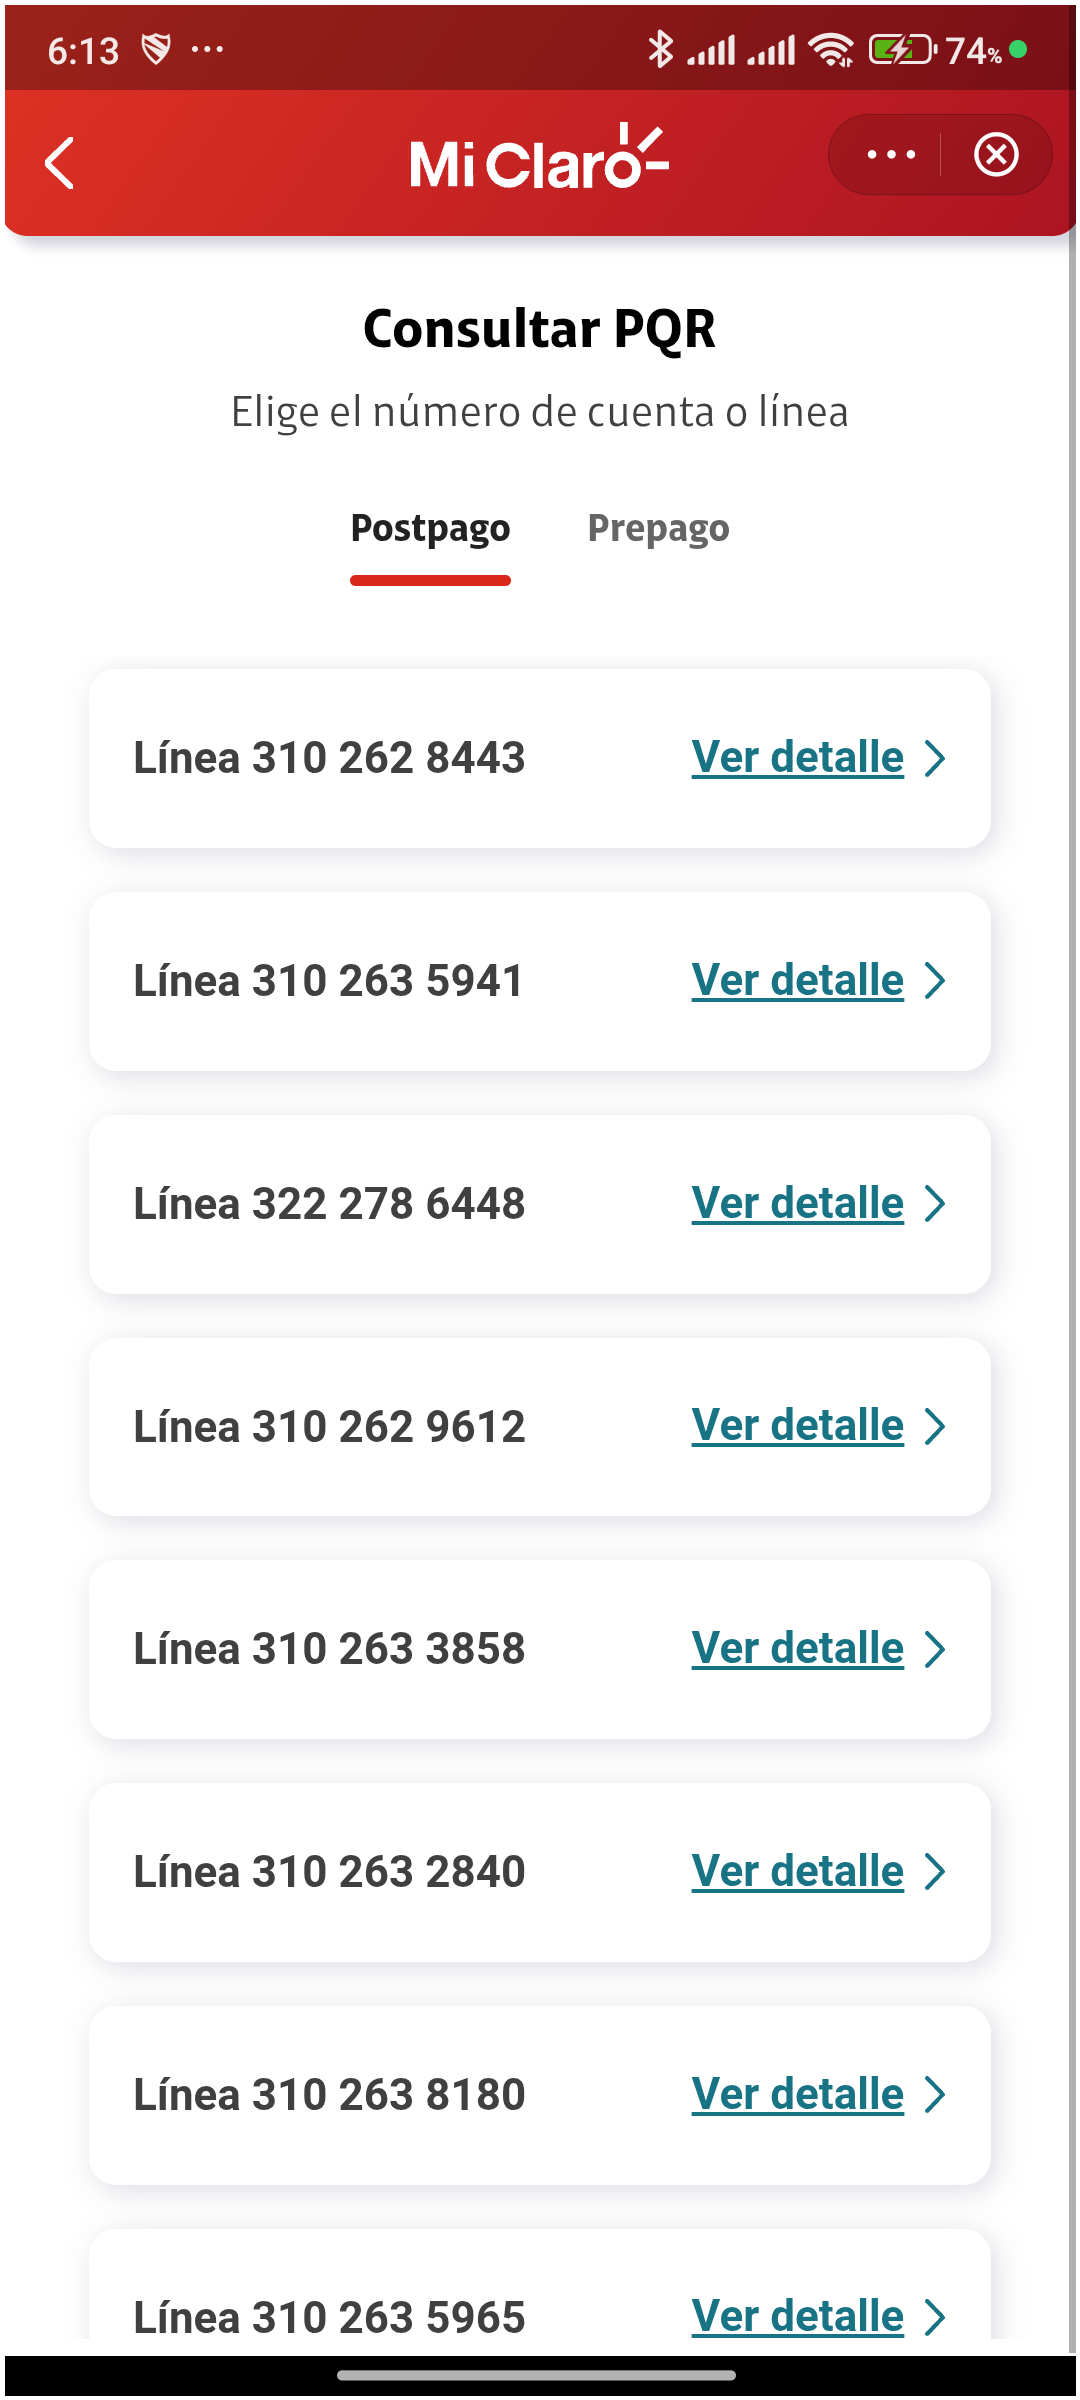 6:13
74%
Mi Claro
Consultar PQR
Elige el número de cuenta o línea
Postpago Prepago
Línea 310 262 8443 Ver detalle
Línea 310 263 5941 Ver detalle
Línea 322 278 6448 Ver detalle
Línea 310 262 9612 Ver detalle
Línea 310 263 3858 Ver detalle
Línea 310 263 2840 Ver detalle
Línea 310 263 8180 Ver detalle
Línea 310 263 5965 Ver detalle